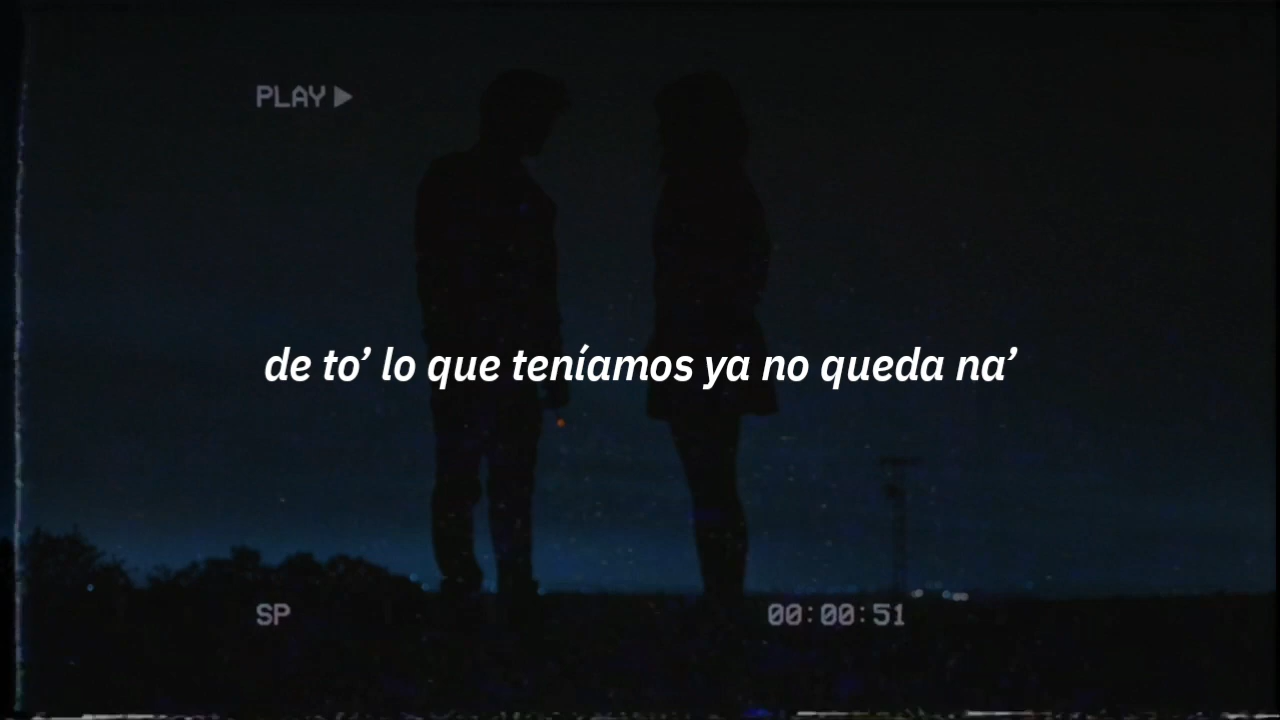 PLAY ▶
de to’ lo que teníamos ya no queda na’
SP
00:00:51